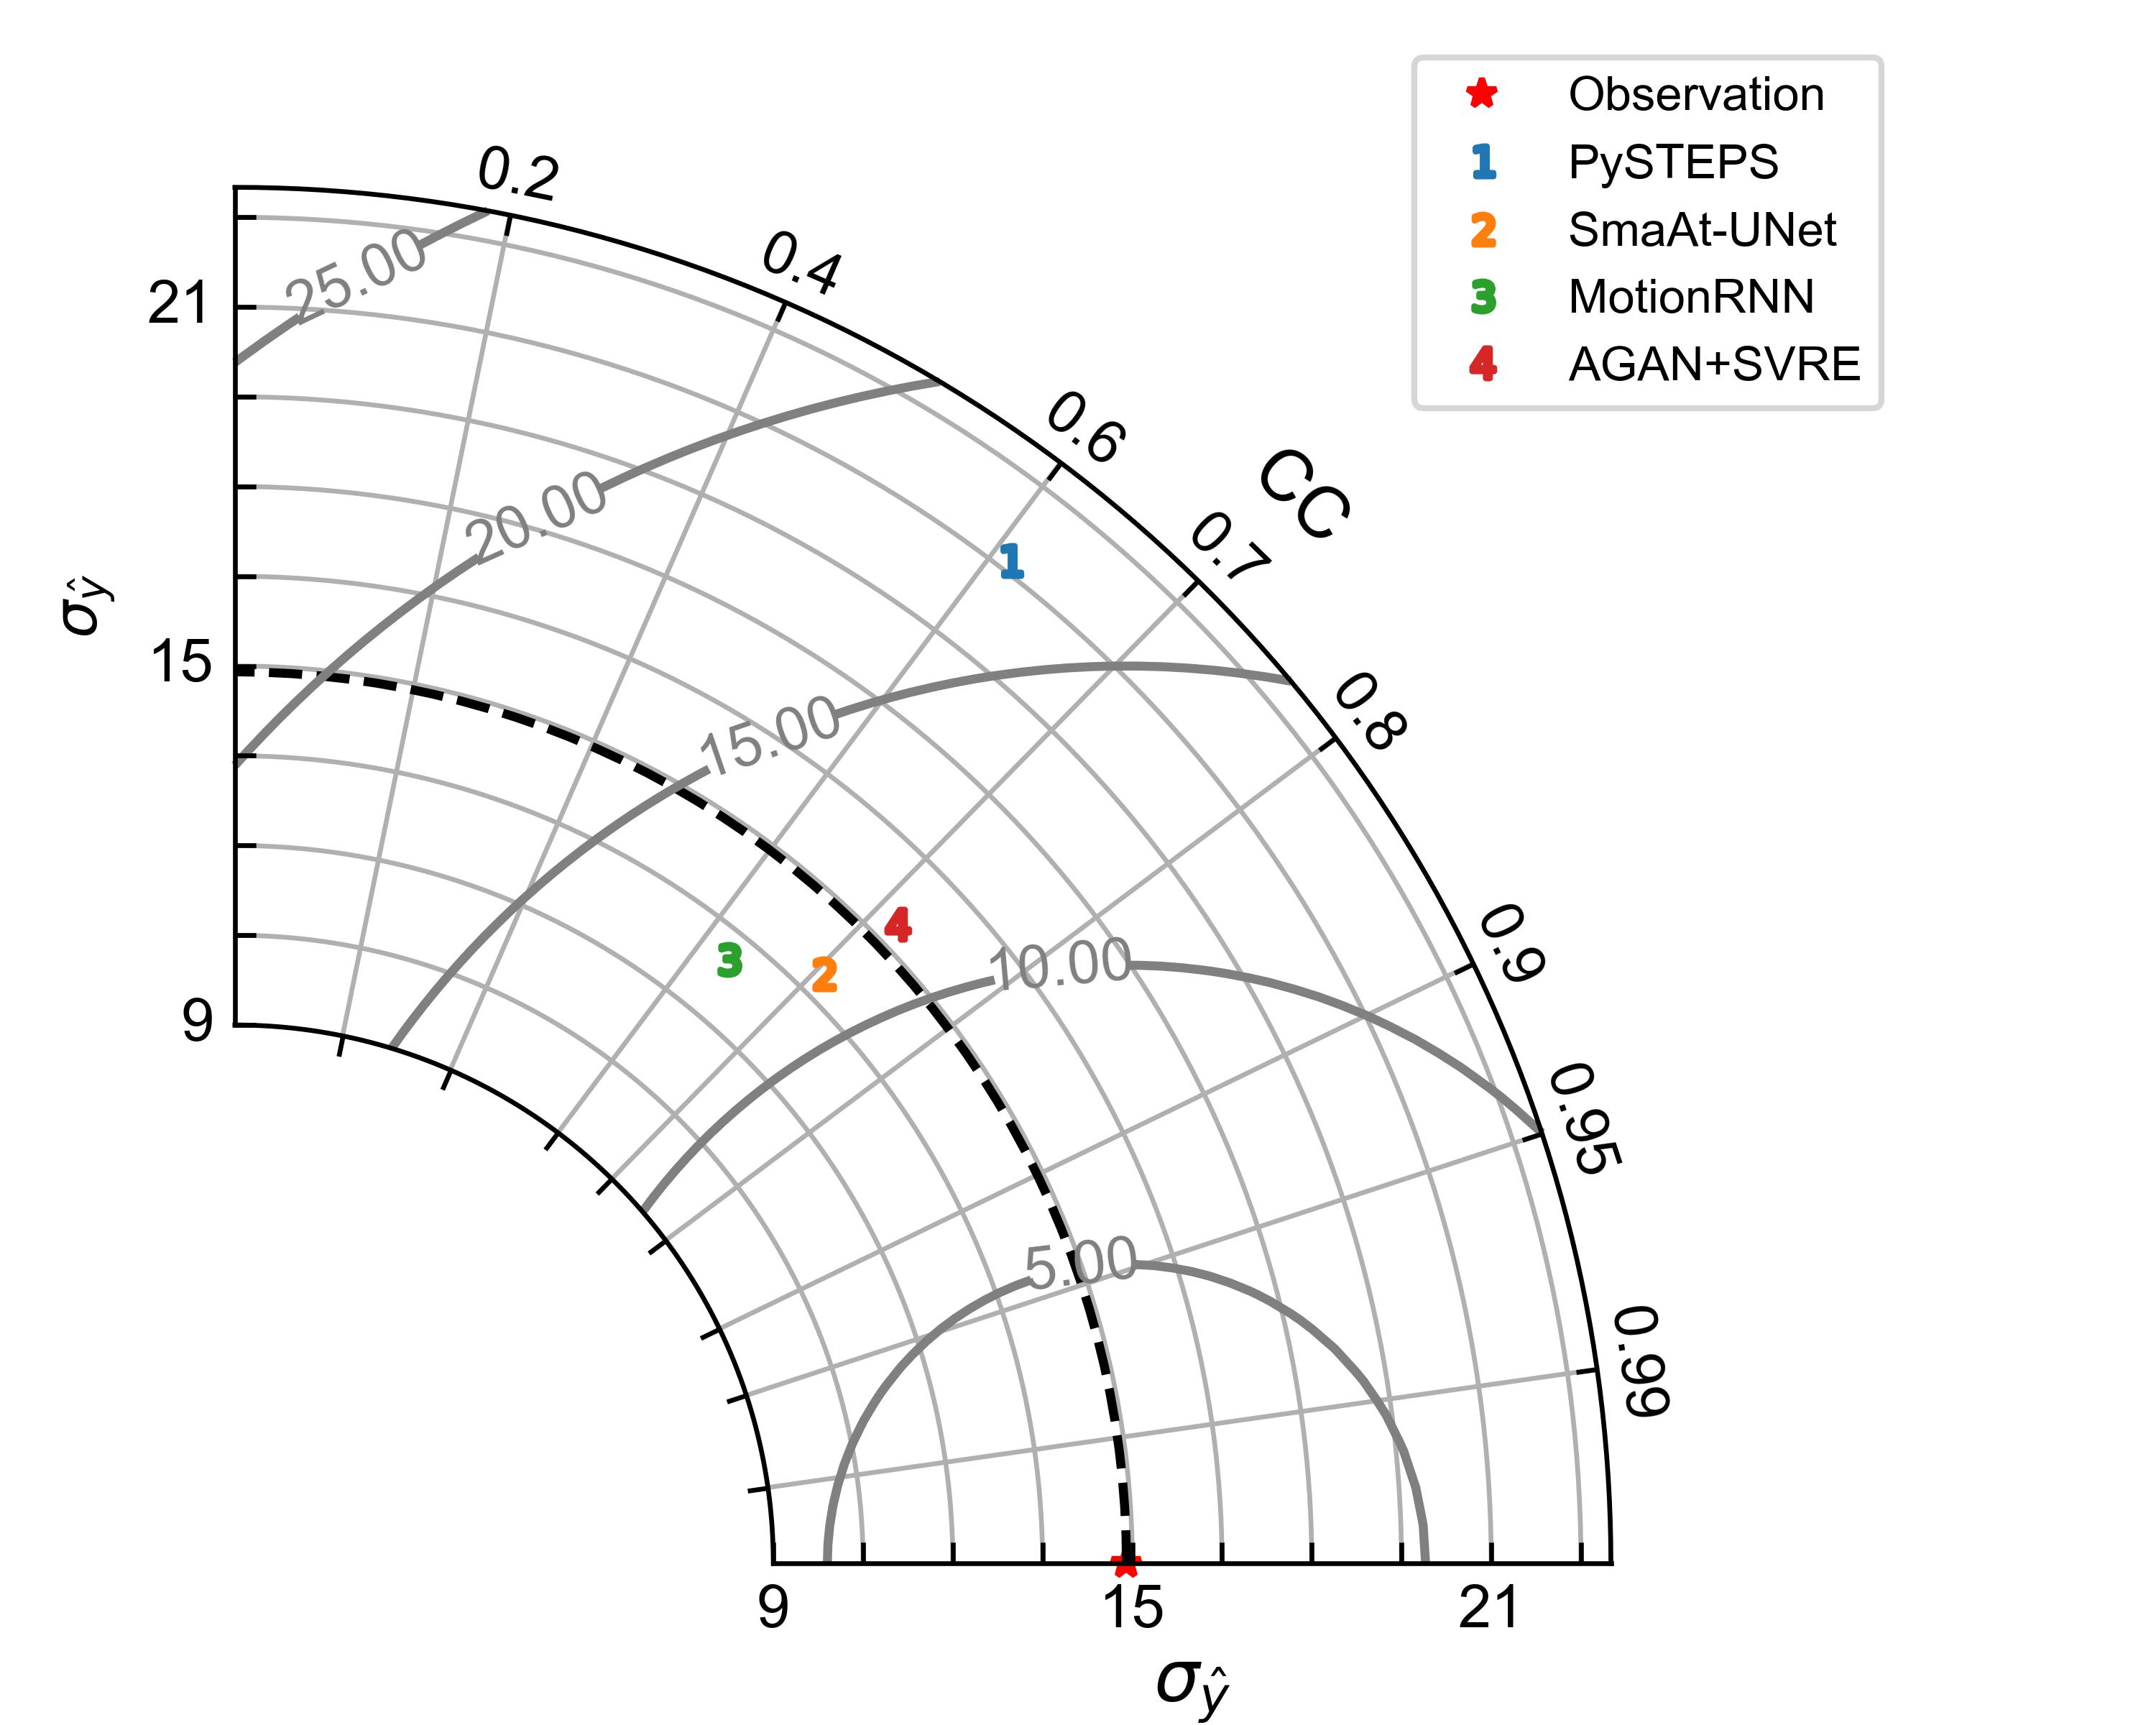 Observation
1 PySTEPS
2 SmaAt-UNet
3 MotionRNN
4 AGAN+SVRE
0.2
0.4
0.6
CC
0.7
0.8
0.9
0.95
0.99
25.00
20.00
15.00
10.00
5.00
21
15
9
σŷ
1
4
3
2
9
15
21
σŷ